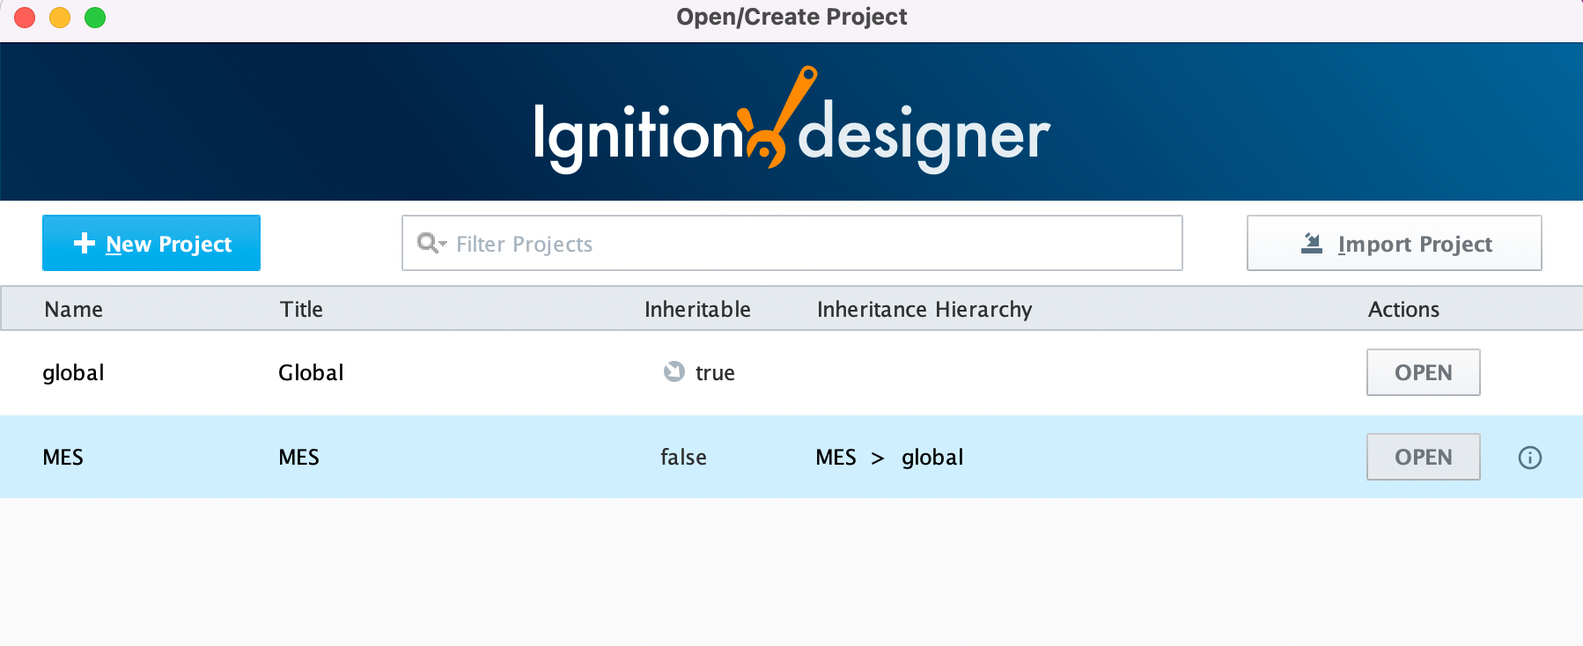 Open/Create Project
Ignition designer
New Project
Filter Projects
Import Project
Name Title Inheritable Inheritance Hierarchy Actions
global Global true OPEN
MES MES false MES > global OPEN